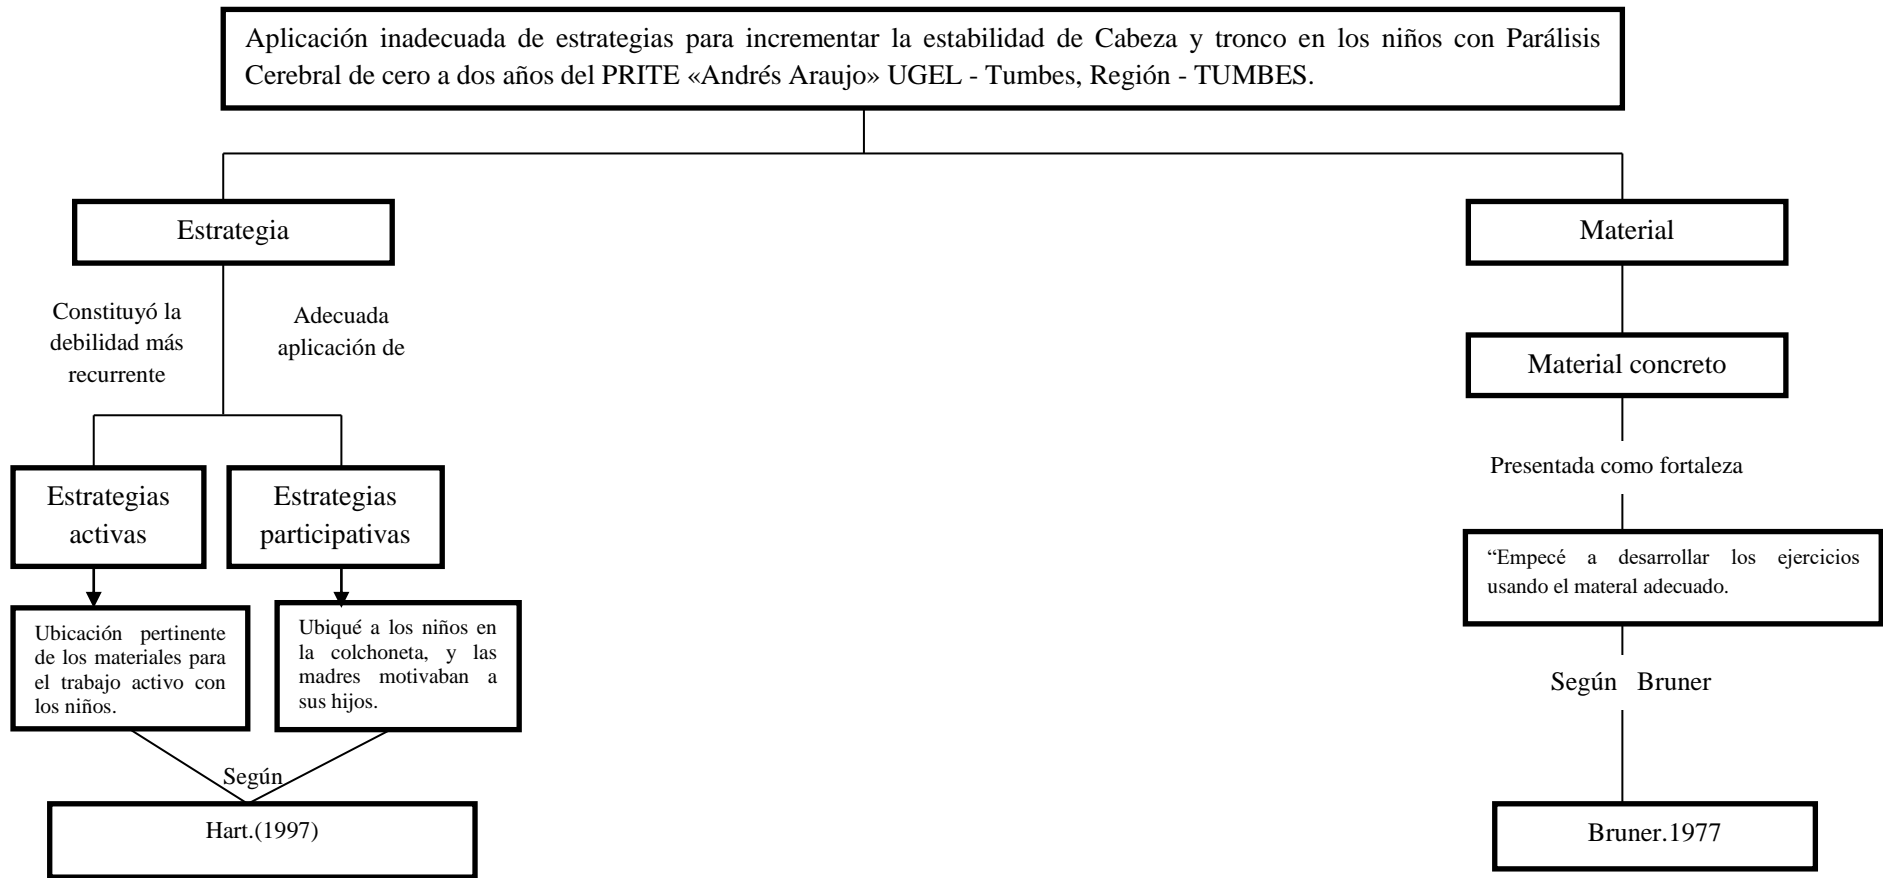 Aplicación inadecuada de estrategias para incrementar la estabilidad de Cabeza y tronco en los niños con Parálisis
Cerebral de cero a dos años del PRITE «Andrés Araujo» UGEL - Tumbes, Región - TUMBES.
Estrategia
Constituyó la
debilidad más
recurrente
Adecuada
aplicación de
Estrategias
activas
Estrategias
participativas
Ubicación pertinente
de los materiales para
el trabajo activo con
los niños.
Ubiqué a los niños en
la colchoneta, y las
madres motivaban a
sus hijos.
Según
Hart.(1997)
Material
Material concreto
Presentada como fortaleza
“Empecé a desarrollar los ejercicios
usando el materal adecuado.
Según Bruner
Bruner.1977